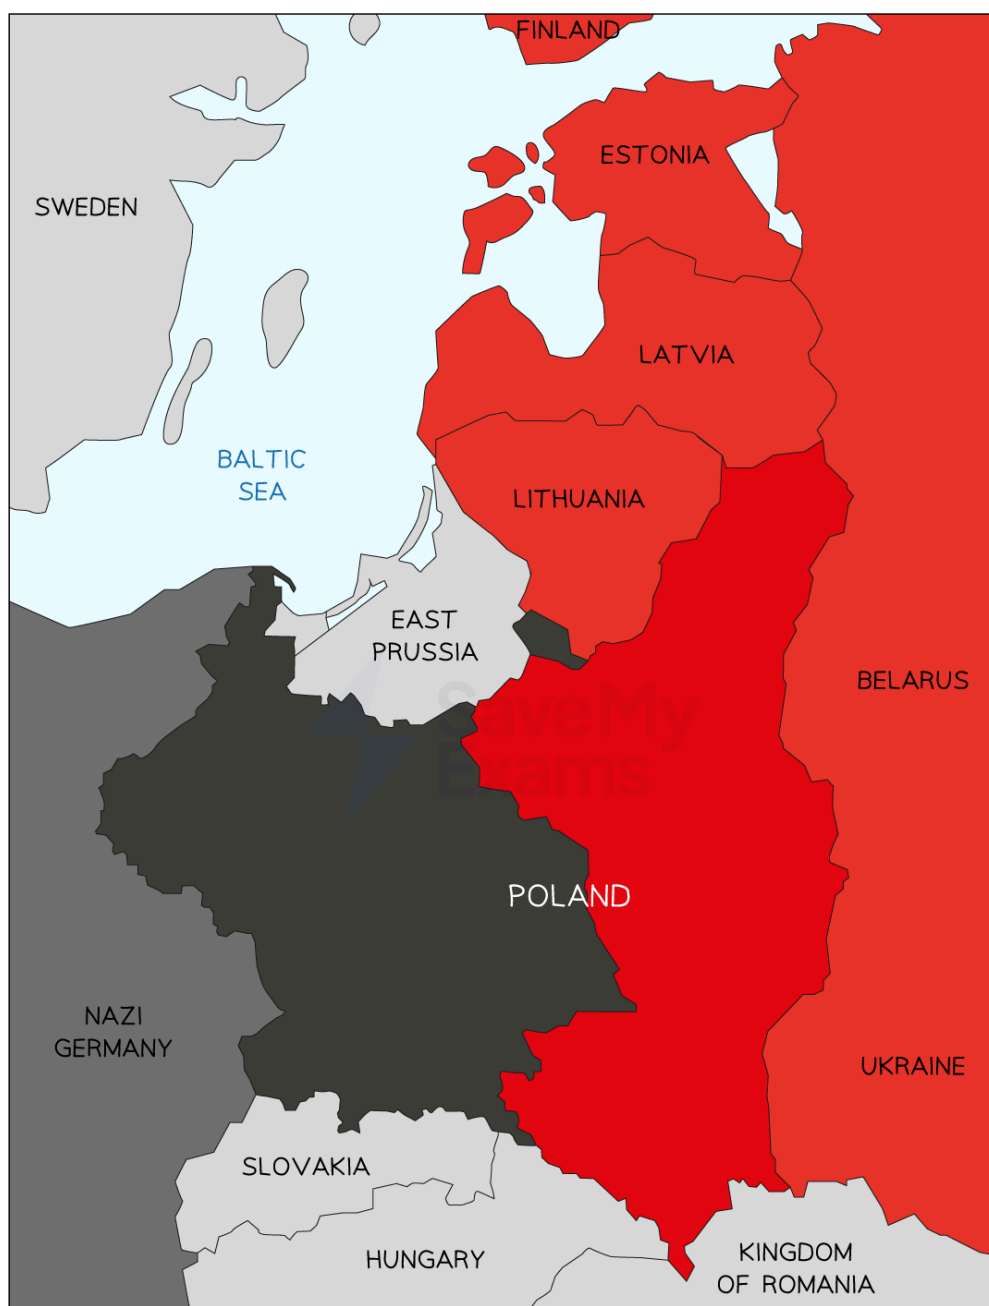 FINLAND
ESTONIA
SWEDEN
LATVIA
BALTIC
SEA
LITHUANIA
EAST
PRUSSIA
BELARUS
SaveMy
Exams
POLAND
NAZI
GERMANY
UKRAINE
SLOVAKIA
HUNGARY
KINGDOM
OF ROMANIA